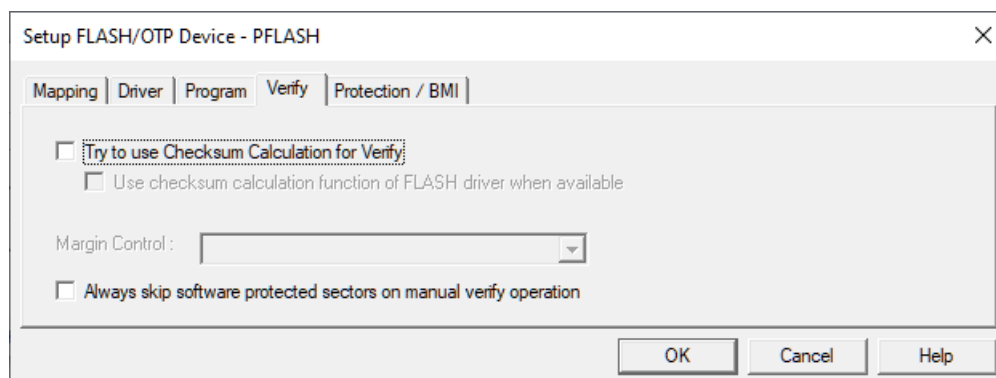 Setup FLASH/OTP Device - PFLASH
Mapping Driver Program Verify Protection / BMI
Try to use Checksum Calculation for Verify
Use checksum calculation function of FLASH driver when available
Margin Control :
Always skip software protected sectors on manual verify operation
OK Cancel Help